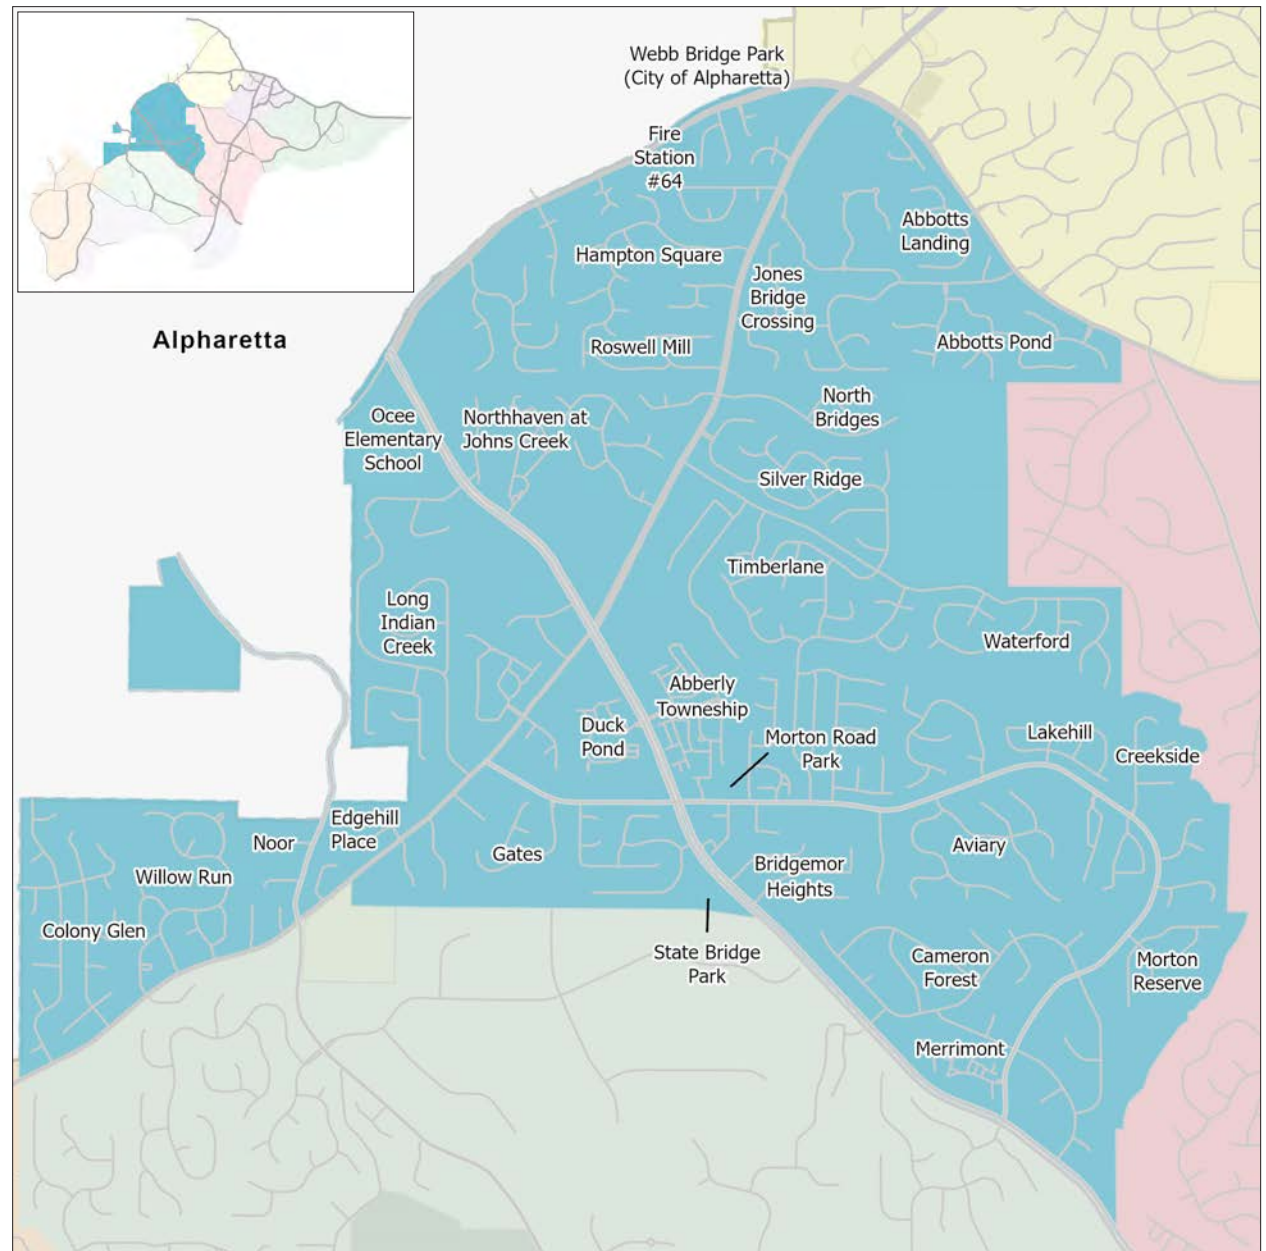 Webb Bridge Park
(City of Alpharetta)
Fire
Station
#64
Abbotts
Landing
Hampton Square
Jones
Bridge
Crossing
Alpharetta
Roswell Mill
Abbotts Pond
North
Bridges
Ocee
Elementary
School
Northhaven at
Johns Creek
Silver Ridge
Timberlane
Long
Indian
Creek
Waterford
Abberly
Towneship
Duck
Pond
Morton Road
Park
Lakehill
Creekside
Edgehill
Place
Noor
Gates
Aviary
Bridgemor
Heights
Willow Run
Colony Glen
State Bridge
Park
Cameron
Forest
Morton
Reserve
Merrimont